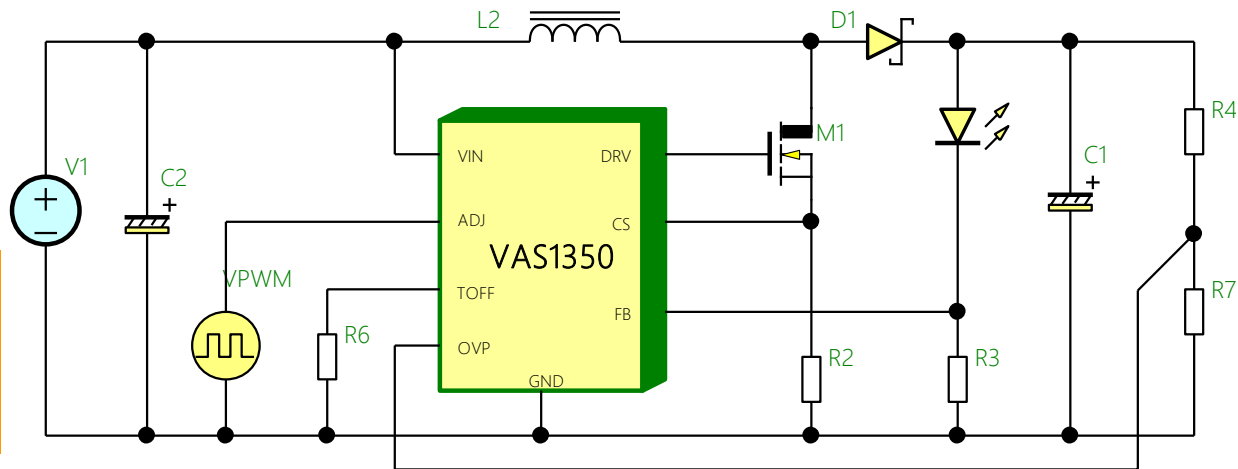 L2
D1
R4
M1
VIN
DRV
V1
C2
C1
ADJ
CS
VAS1350
VPWM
TOFF
R7
FB
R6
OVP
R2
R3
GND